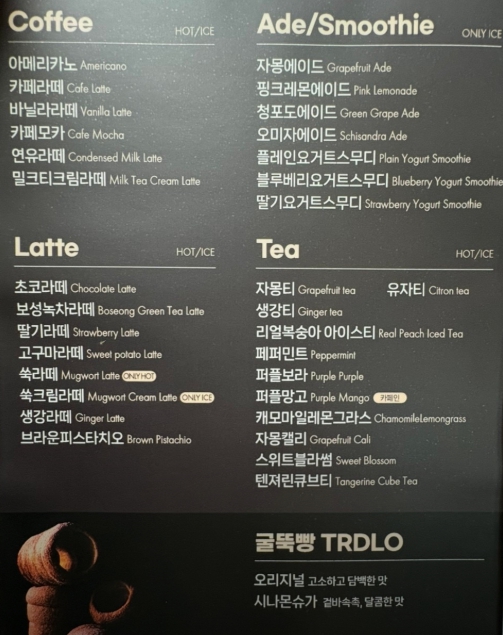 Coffee HOT/ICE
아메리카노 Americano
카페라떼 Cafe Latte
바닐라라떼 Vanilla Latte
카페모카 Cafe Mocha
연유라떼 Condensed Milk Latte
밀크티크림라떼 Milk Tea Cream Latte
Ade/Smoothie ONLY ICE
자몽에이드 Grapefruit Ade
핑크레몬에이드 Pink Lemonade
청포도에이드 Green Grape Ade
오미자에이드 Schisandra Ade
플레인요거트스무디 Plain Yogurt Smoothie
블루베리요거트스무디 Blueberry Yogurt Smoothie
딸기요거트스무디 Strawberry Yogurt Smoothie
Latte HOT/ICE
초코라떼 Chocolate Latte
보성녹차라떼 Boseong Green Tea Latte
딸기라떼 Strawberry Latte
고구마라떼 Sweet potato Latte
쑥라떼 Mugwort Latte ONLY HOT
쑥크림라떼 Mugwort Cream Latte ONLY ICE
생강라떼 Ginger Latte
브라운피스타치오 Brown Pistachio
Tea HOT/ICE
자몽티 Grapefruit tea 유자티 Citron tea
생강티 Ginger tea
리얼복숭아 아이스티 Real Peach Iced Tea
페퍼민트 Peppermint
퍼플보라 Purple Purple
퍼플망고 Purple Mango 카페인
캐모마일레몬그라스 ChamomileLemongrass
자몽캘리 Grapefruit Cali
스위트블라썸 Sweet Blossom
텐져린큐브티 Tangerine Cube Tea
굴뚝빵 TRDLO
오리지널 고소하고 담백한 맛
시나몬슈가 겉바속촉, 달콤한 맛